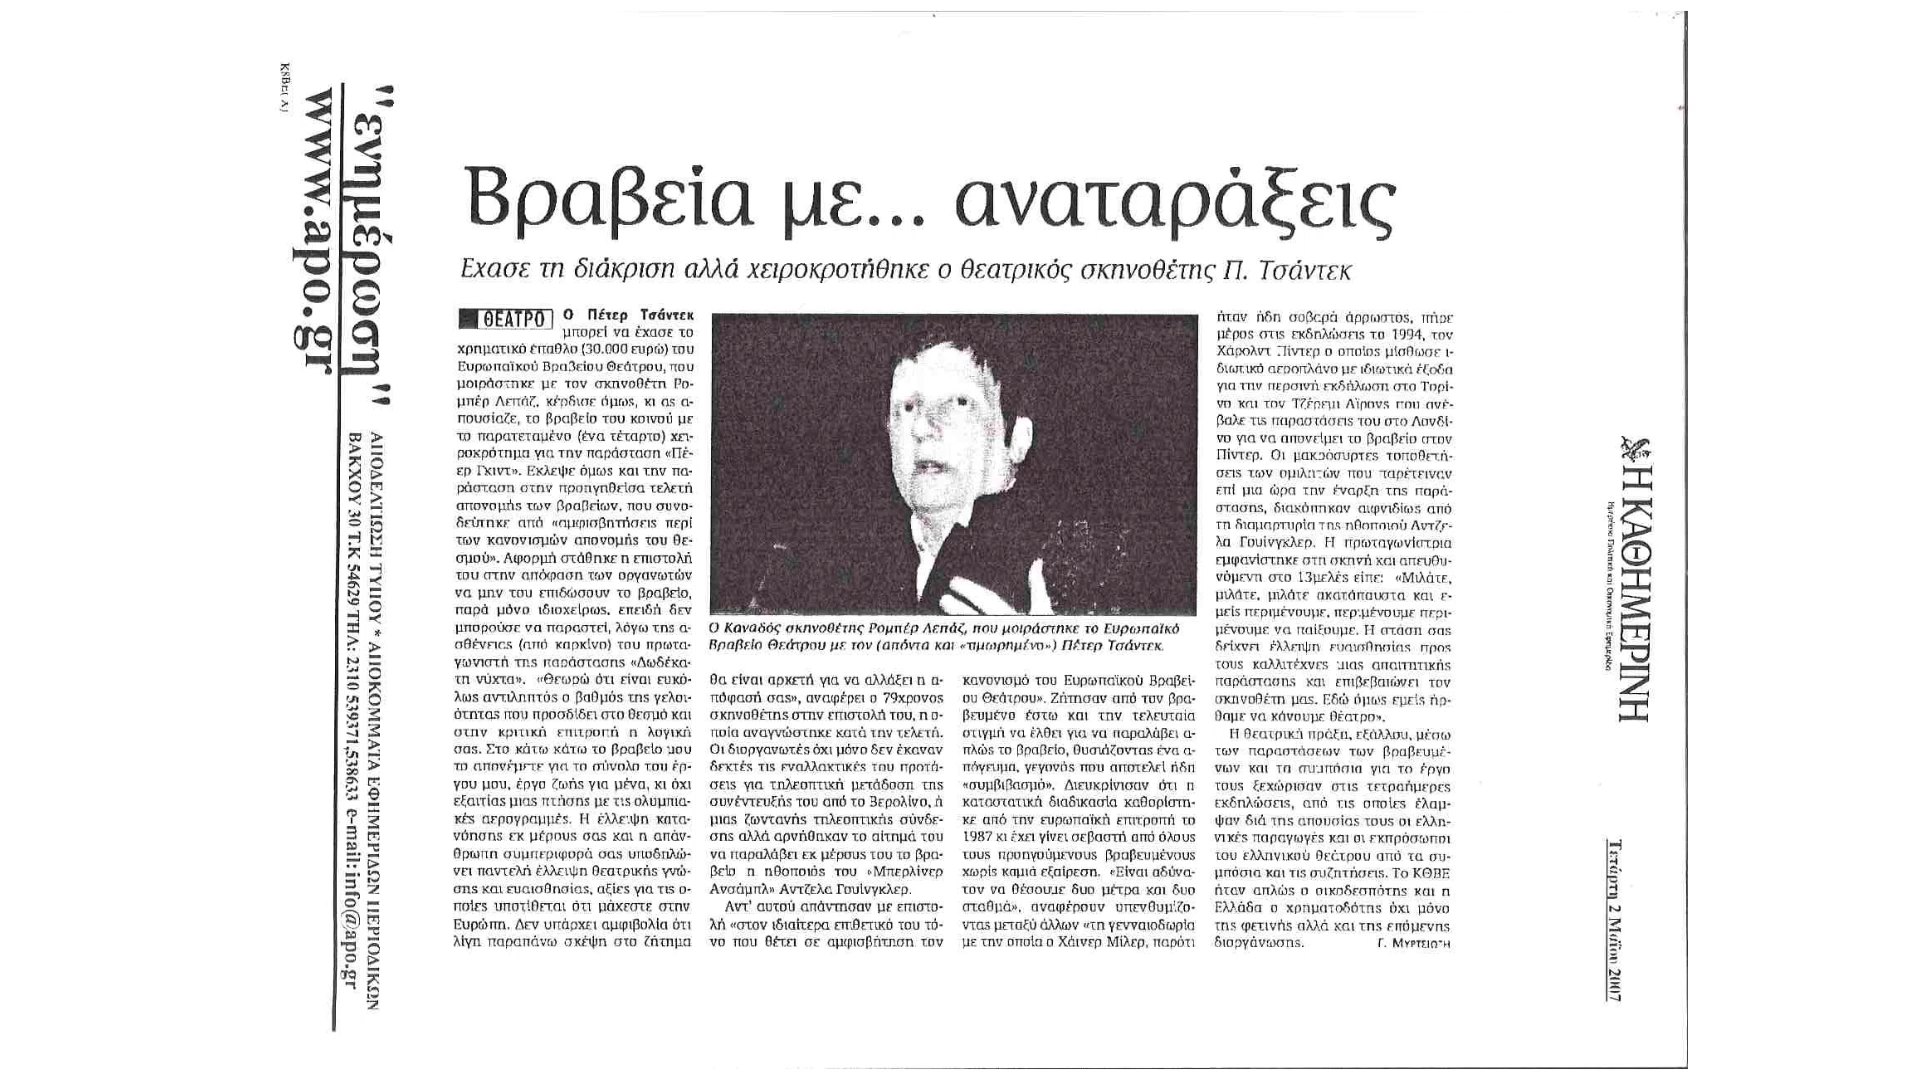 Κ8Βε( Α)
"ενημέρωση"
www.apo.gr
ΑΠΟΔΕΛΤΙΩΣΗ ΤΥΠΟΥ * ΑΠΟΚΟΜΜΑΤΑ ΕΦΗΜΕΡΙΔΩΝ ΠΕΡΙΟΔΙΚΩΝ
ΒΑΚΧΟΥ 30 Τ.Κ 54629 ΤΗΛ: 2310 539371,538633 e-mail: info@apo.gr
Βραβεία με... αναταράξεις
Εχασε τη διάκριση αλλά χειροκροτήθηκε ο θεατρικός σκηνοθέτης Π. Τσάντεκ
ΘΕΑΤΡΟ Ο Πέτερ Τσάντεκ
μπορεί να έχασε το
χρηματικό έπαθλο (30.000 ευρώ) του
Ευρωπαϊκού Βραβείου Θεάτρου, που
μοιράστηκε με τον σκηνοθέτη Ρο-
μπέρ Λεπάζ, κέρδισε όμως, κι ας α-
πουσίαζε, το βραβείο του κοινού με
το παρατεταμένο (ένα τέταρτο) χει-
ροκρότημα για την παράσταση «Πέ-
ερ Γκιντ». Εκλεψε όμως και την πα-
ράσταση στην προηγηθείσα τελετή
απονομής των βραβείων, που συνο-
δεύτηκε από «αμφισβητήσεις περί
των κανονισμών απονομής του θε-
σμού». Αφορμή στάθηκε η επιστολή
του στην απόφαση των οργανωτών
να μην του επιδώσουν το βραβείο,
παρά μόνο ιδιοχείρως, επειδή δεν
μπορούσε να παραστεί, λόγω της α-
σθένειας (από καρκίνο) του πρωτα-
γωνιστή της παράστασης «Δωδέκα-
τη νύχτα». «Θεωρώ ότι είναι ευκό-
λως αντιληπτός ο βαθμός της γελοι-
ότητας που προσδίδει στο θεσμό και
στην κριτική επιτροπή η λογική
σας. Στο κάτω κάτω το βραβείο μου
το απονέμετε για το σύνολο του έρ-
γου μου, έργο ζωής για μένα, κι όχι
εξαιτίας μιας πτήσης με τις ολυμπια-
κές αερογραμμές. Η έλλειψη κατα-
νόησης εκ μέρους σας και η απάν-
θρωπη συμπεριφορά σας υποδηλώ-
νει παντελή έλλειψη θεατρικής γνώ-
σης και ευαισθησίας, αξίες για τις ο-
ποίες υποτίθεται ότι μάχεστε στην
Ευρώπη. Δεν υπάρχει αμφιβολία ότι
λίγη παραπάνω σκέψη στο ζήτημα
Ο Καναδός σκηνοθέτης Ρομπέρ Λεπάζ, που μοιράστηκε το Ευρωπαϊκό
Βραβείο Θεάτρου με τον (απόντα και «τιμωρημένο») Πέτερ Τσάντεκ.
θα είναι αρκετή για να αλλάξει η α-
πόφασή σας», αναφέρει ο 79χρονος
σκηνοθέτης στην επιστολή του, η ο-
ποία αναγνώστηκε κατά την τελετή.
Οι διοργανωτές όχι μόνο δεν έκαναν
δεκτές τις εναλλακτικές του προτά-
σεις για τηλεοπτική μετάδοση της
συνέντευξής του από το Βερολίνο, ή
μιας ζωντανής τηλεοπτικής σύνδε-
σης αλλά αρνήθηκαν το αίτημά του
να παραλάβει εκ μέρους του το βρα-
βείο η ηθοποιός του «Μπερλίνερ
Ανσάμπλ» Αντζελα Γουίνγκλερ.
Αντ' αυτού απάντησαν με επιστο-
λή «στον ιδιαίτερα επιθετικό του τό-
νο που θέτει σε αμφισβήτηση τον
κανονισμό του Ευρωπαϊκού Βραβεί-
ου Θεάτρου». Ζήτησαν από τον βρα-
βευμένο έστω και την τελευταία
στιγμή να έλθει για να παραλάβει α-
πλώς το βραβείο, θυσιάζοντας ένα α-
πόγευμα, γεγονός που αποτελεί ήδη
«συμβιβασμό». Διευκρίνισαν ότι η
καταστατική διαδικασία καθορίστη-
κε από την ευρωπαϊκή επιτροπή το
1987 κι έχει γίνει σεβαστή από όλους
τους προηγούμενους βραβευμένους
χωρίς καμιά εξαίρεση. «Είναι αδύνα-
τον να θέσουμε δυο μέτρα και δυο
σταθμά», αναφέρουν υπενθυμίζο-
ντας μεταξύ άλλων «τη γενναιοδωρία
με την οποία ο Χάινερ Μίλερ, παρότι
ήταν ήδη σοβαρά άρρωστος, πήρε
μέρος στις εκδηλώσεις το 1994, τον
Χάρολντ Πίντερ ο οποίος μίσθωσε ι-
διωτικό αεροπλάνο με ιδιωτικά έξοδα
για την περσινή εκδήλωση στο Τορί-
νο και τον Τζέρεμι Αϊρονς που ανέ-
βαλε τις παραστάσεις του στο Λονδί-
νο για να απονείμει το βραβείο στον
Πίντερ. Οι μακρόσυρτες τοποθετή-
σεις των ομιλητών που παρέτειναν
επί μια ώρα την έναρξη της παρά-
στασης, διακόπηκαν αιφνιδίως από
τη διαμαρτυρία της ηθοποιού Αντζε-
λα Γουίνγκλερ. Η πρωταγωνίστρια
εμφανίστηκε στη σκηνή και απευθυ-
νόμενη στο 13μελές είπε: «Μιλάτε,
μιλάτε, μιλάτε ακατάπαυστα και ε-
μείς περιμένουμε, περιμένουμε περι-
μένουμε να παίξουμε. Η στάση σας
δείχνει έλλειψη ευαισθησίας προς
τους καλλιτέχνες μιας απαιτητικής
παράστασης και επιβεβαιώνει τον
σκηνοθέτη μας. Εδώ όμως εμείς ήρ-
θαμε να κάνουμε θέατρο».
Η θεατρική πράξη, εξάλλου, μέσω
των παραστάσεων των βραβευμέ-
νων και τα συμπόσια για το έργο
τους ξεχώρισαν στις τετραήμερες
εκδηλώσεις, από τις οποίες έλαμ-
ψαν διά της απουσίας τους οι ελλη-
νικές παραγωγές και οι εκπρόσωποι
του ελληνικού θεάτρου από τα συ-
μπόσια και τις συζητήσεις. Το ΚΘΒΕ
ήταν απλώς ο οικοδεσπότης και η
Ελλάδα ο χρηματοδότης όχι μόνο
της φετινής αλλά και της επόμενης
διοργάνωσης. Γ. ΜΥΡΤΣΙΩΤΗ
Η ΚΑΘΗΜΕΡΙΝΗ
Ημερήσια Πολιτική και Οικονομική Εφημερίδα
Τετάρτη 2 Μαΐου 2007